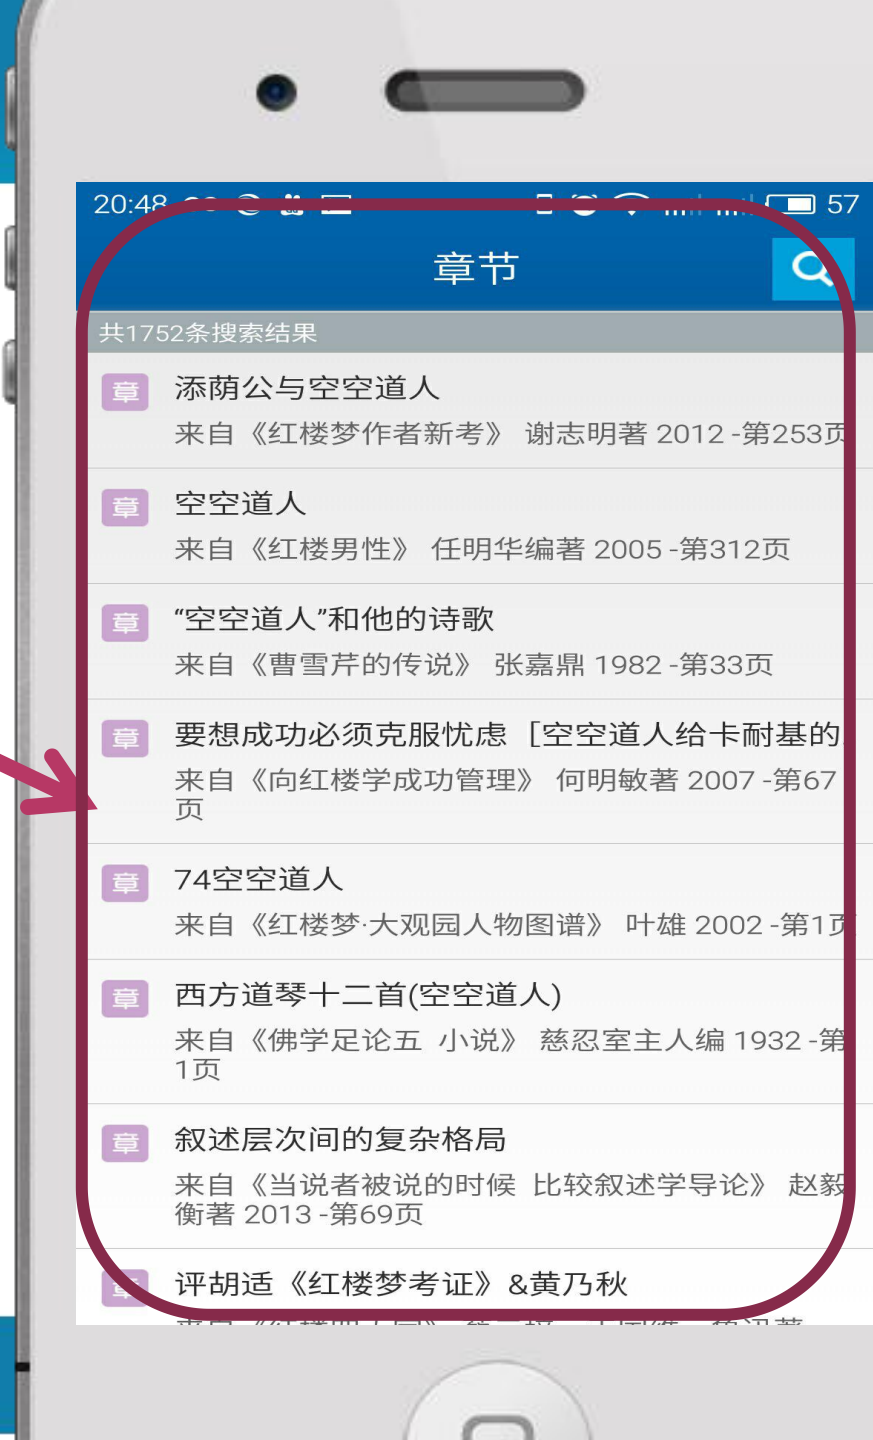 20:48
57
章节
共1752条搜索结果
章
添荫公与空空道人
来自《红楼梦作者新考》 谢志明著 2012 -第253页
章
空空道人
来自《红楼男性》 任明华编著 2005 -第312页
章
“空空道人”和他的诗歌
来自《曹雪芹的传说》 张嘉鼎 1982 -第33页
章
要想成功必须克服忧虑［空空道人给卡耐基的
来自《向红楼学成功管理》 何明敏著 2007 -第67
页
章
74空空道人
来自《红楼梦·大观园人物图谱》 叶雄 2002 -第1页
章
西方道琴十二首(空空道人)
来自《佛学足论五 小说》 慈忍室主人编 1932 -第
1页
章
叙述层次间的复杂格局
来自《当说者被说的时候 比较叙述学导论》 赵毅
衡著 2013 -第69页
章
评胡适《红楼梦考证》&黄乃秋